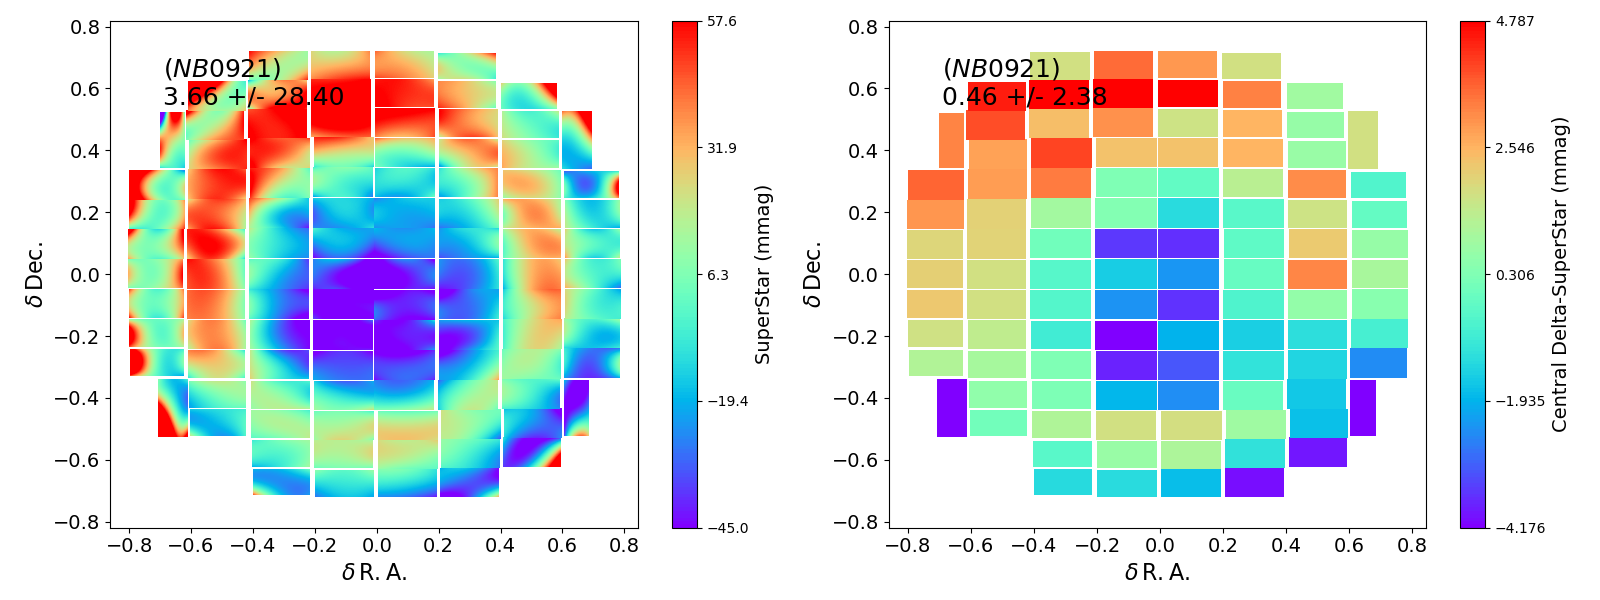 (NB0921)
3.66 +/- 28.40
0.8
0.6
0.4
0.2
0.0
−0.2
−0.4
−0.6
−0.8
δ Dec.
−0.8 −0.6 −0.4 −0.2 0.0 0.2 0.4 0.6 0.8
δ R. A.
57.6
31.9
6.3
−19.4
−45.0
SuperStar (mmag)
(NB0921)
0.46 +/- 2.38
0.8
0.6
0.4
0.2
0.0
−0.2
−0.4
−0.6
−0.8
δ Dec.
−0.8 −0.6 −0.4 −0.2 0.0 0.2 0.4 0.6 0.8
δ R. A.
4.787
2.546
0.306
−1.935
−4.176
Central Delta-SuperStar (mmag)